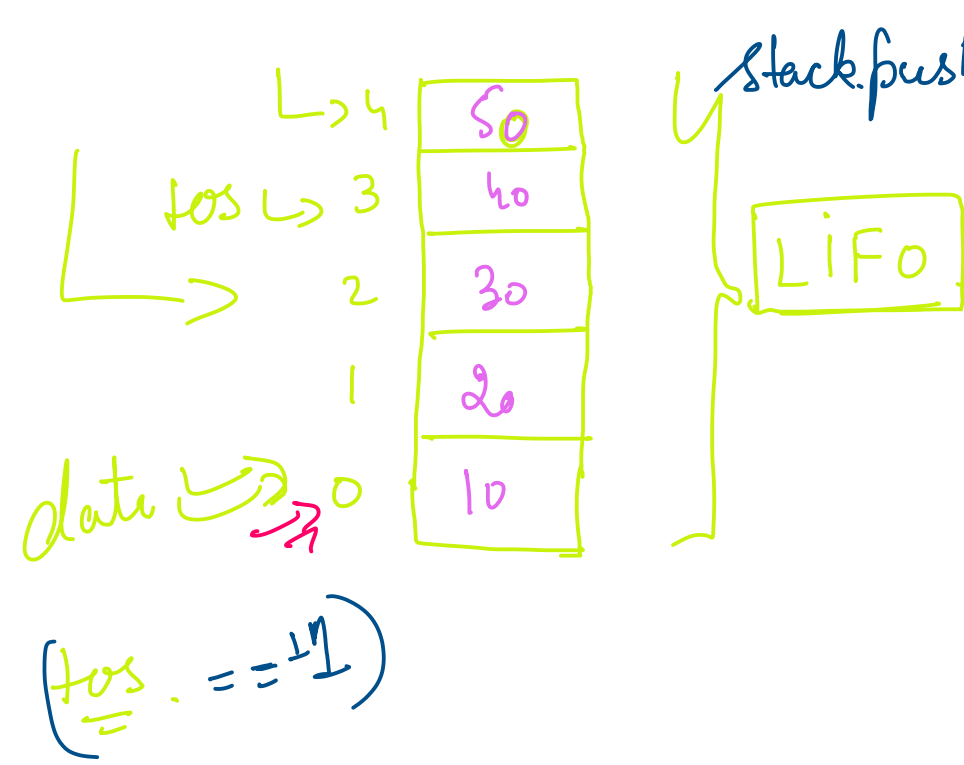 stack.pus
4 50
tos 3 40
LiFo
2 30
1 20
data 0 10
(tos. == -1)